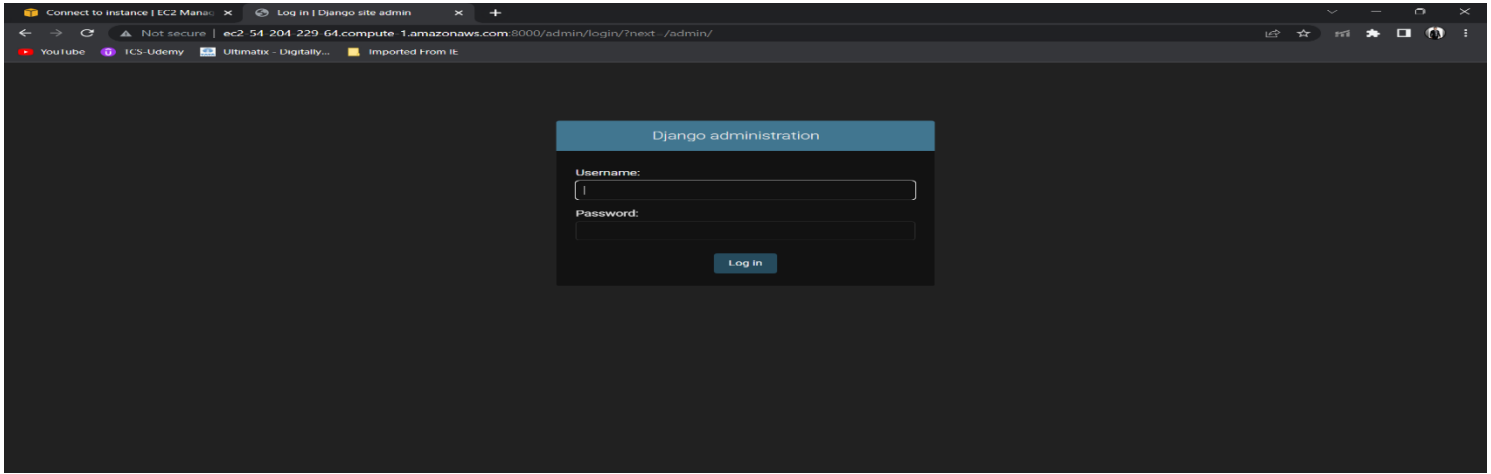 Connect to instance | EC2 Manag
Log in | Django site admin
Not secure | ec2-54-204-229-64.compute-1.amazonaws.com:8000/admin/login/?next=/admin/
YouTube TCS-Udemy Ultimatix - Digitally... Imported From IE
Django administration
Username:
Password:
Log in